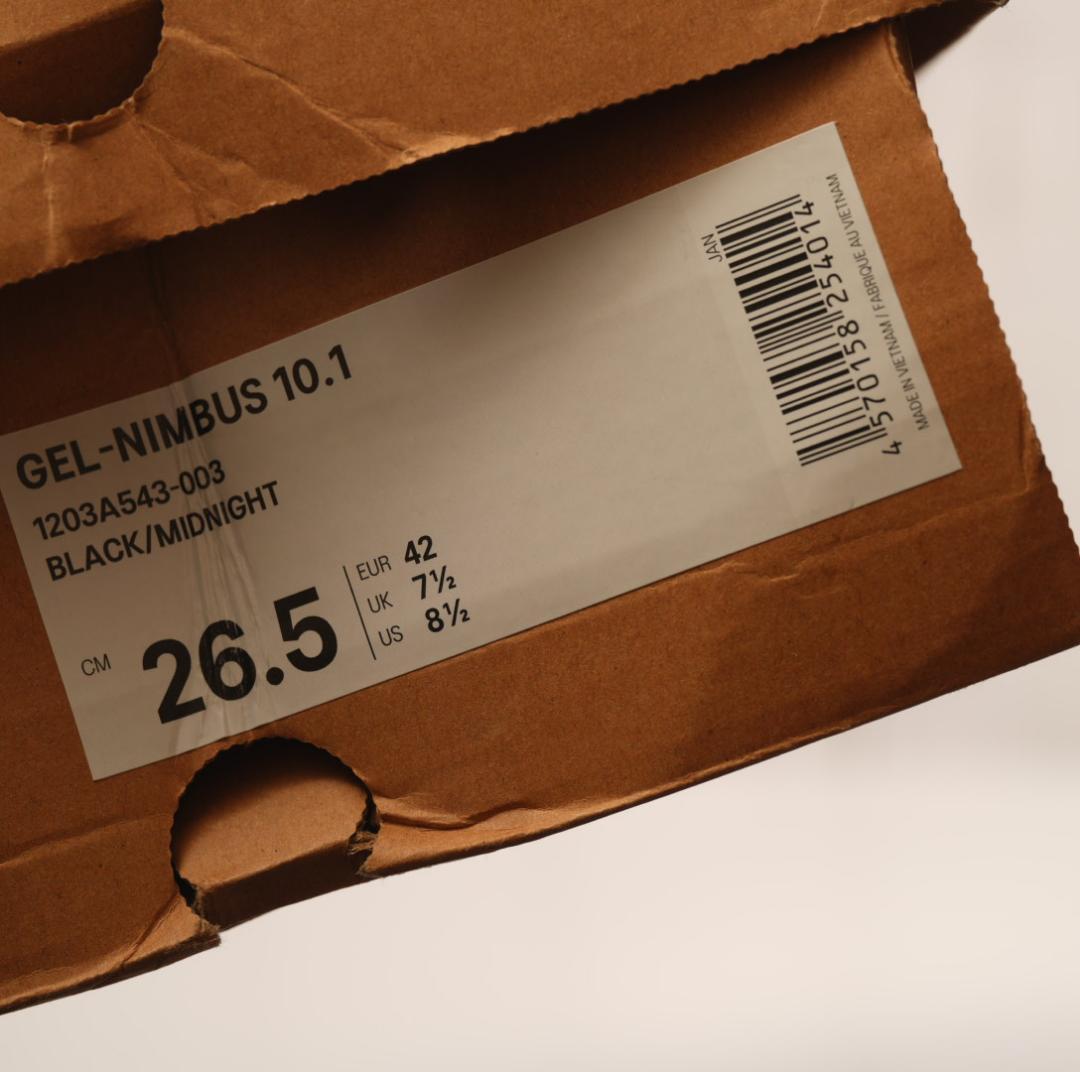 GEL-NIMBUS 10.1
1203A543-003
BLACK/MIDNIGHT
CM 26.5
EUR 42
UK 7½
US 8½
JAN
4 570158 254014
MADE IN VIETNAM / FABRIQUE AU VIETNAM